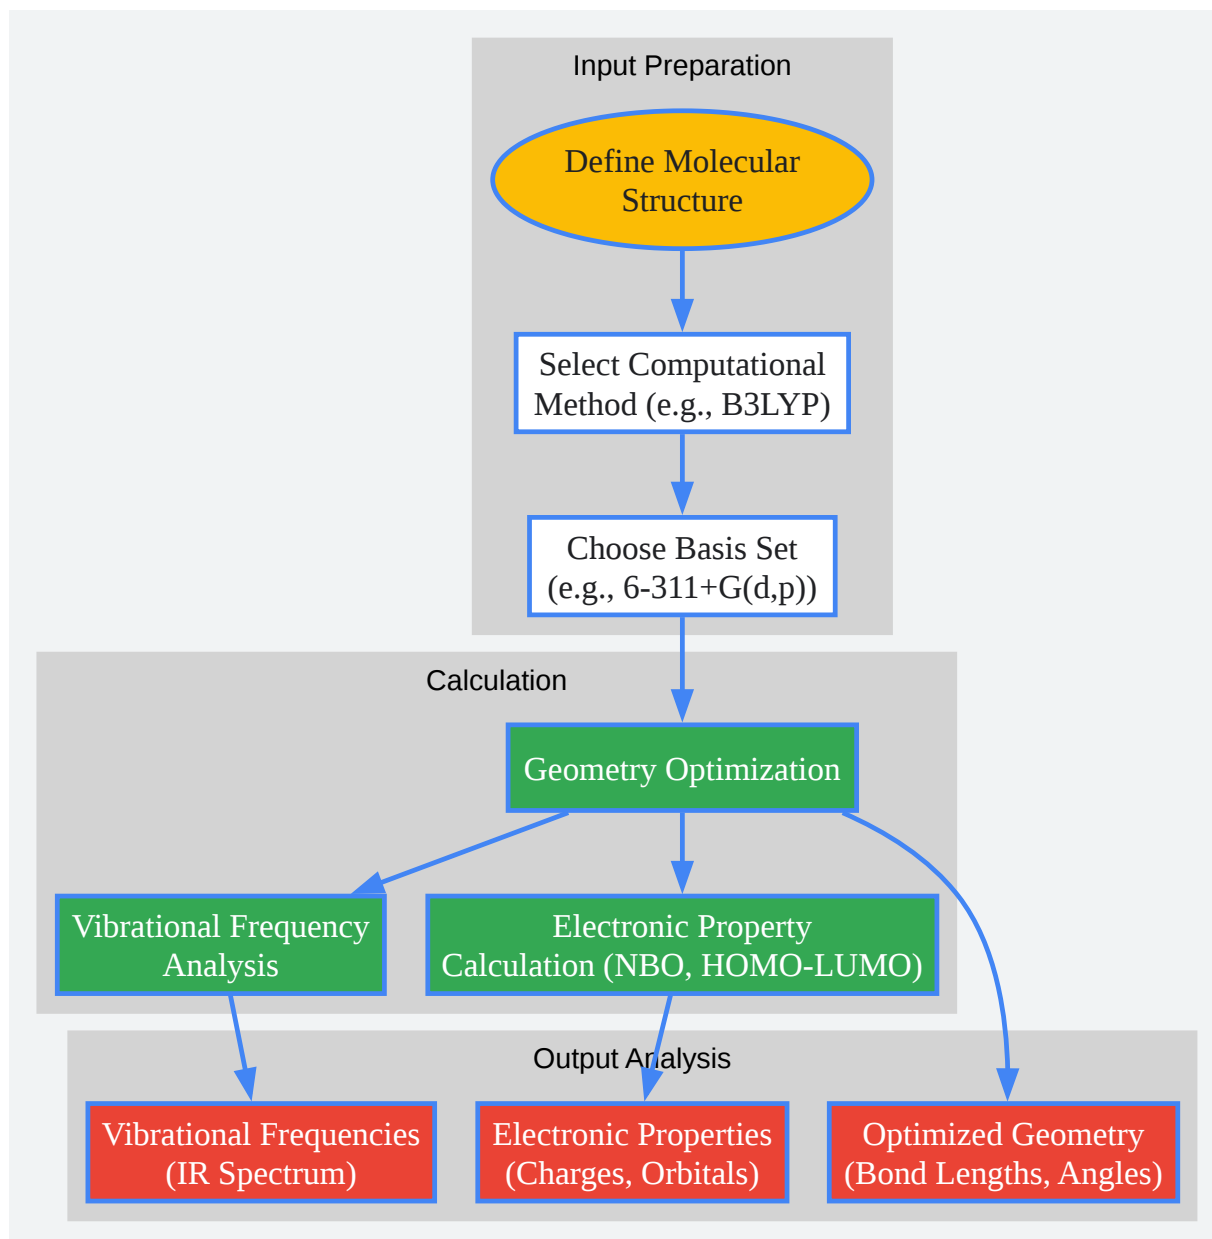 Input Preparation
Define Molecular
Structure
Select Computational
Method (e.g., B3LYP)
Choose Basis Set
(e.g., 6-311+G(d,p))
Calculation
Geometry Optimization
Vibrational Frequency
Analysis
Electronic Property
Calculation (NBO, HOMO-LUMO)
Output Analysis
Vibrational Frequencies
(IR Spectrum)
Electronic Properties
(Charges, Orbitals)
Optimized Geometry
(Bond Lengths, Angles)